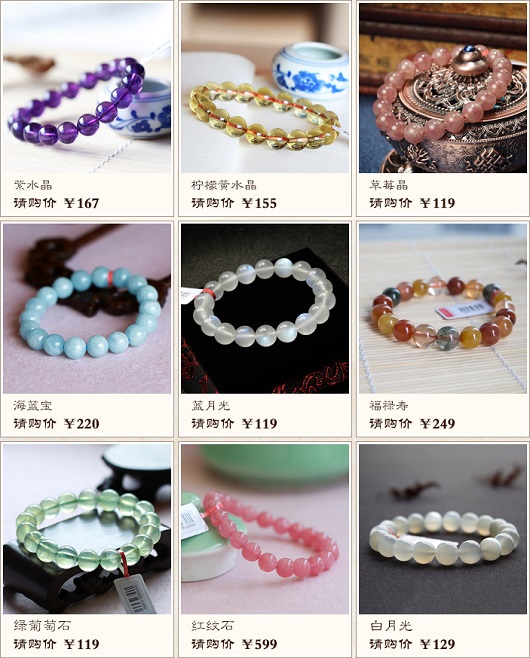 紫水晶
请购价 ¥167
柠檬黄水晶
请购价 ¥155
草莓晶
请购价 ¥119
海蓝宝
请购价 ¥220
蓝月光
请购价 ¥119
福禄寿
请购价 ¥249
绿葡萄石
请购价 ¥119
红纹石
请购价 ¥599
白月光
请购价 ¥129